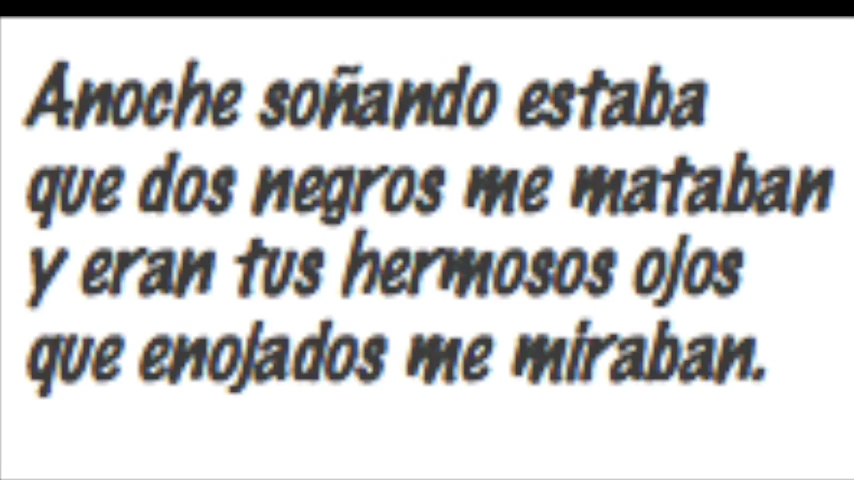 Anoche soñando estaba
que dos negros me mataban
y eran tus hermosos ojos
que enojados me miraban.